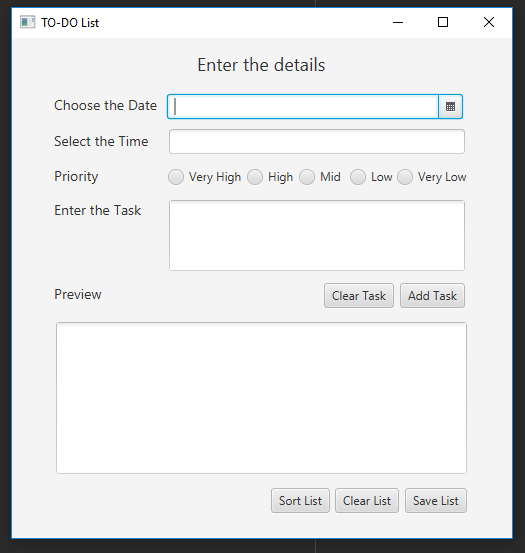 TO-DO List
Enter the details
Choose the Date
Select the Time
Priority Very High High Mid Low Very Low
Enter the Task
Preview Clear Task Add Task
Sort List Clear List Save List